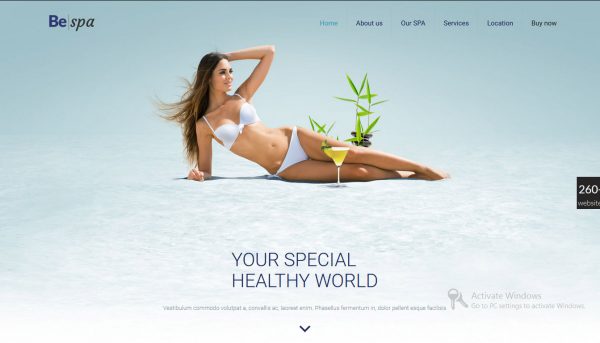 Be spa
Home About us Our SPA Services Location Buy now
260+
website
YOUR SPECIAL
HEALTHY WORLD
Vestibulum commodo volutpat a, convallis ac, laoreet enim. Phasellus fermentum in, dolor pellent esque facilisis
Activate Windows
Go to PC settings to activate Windows.